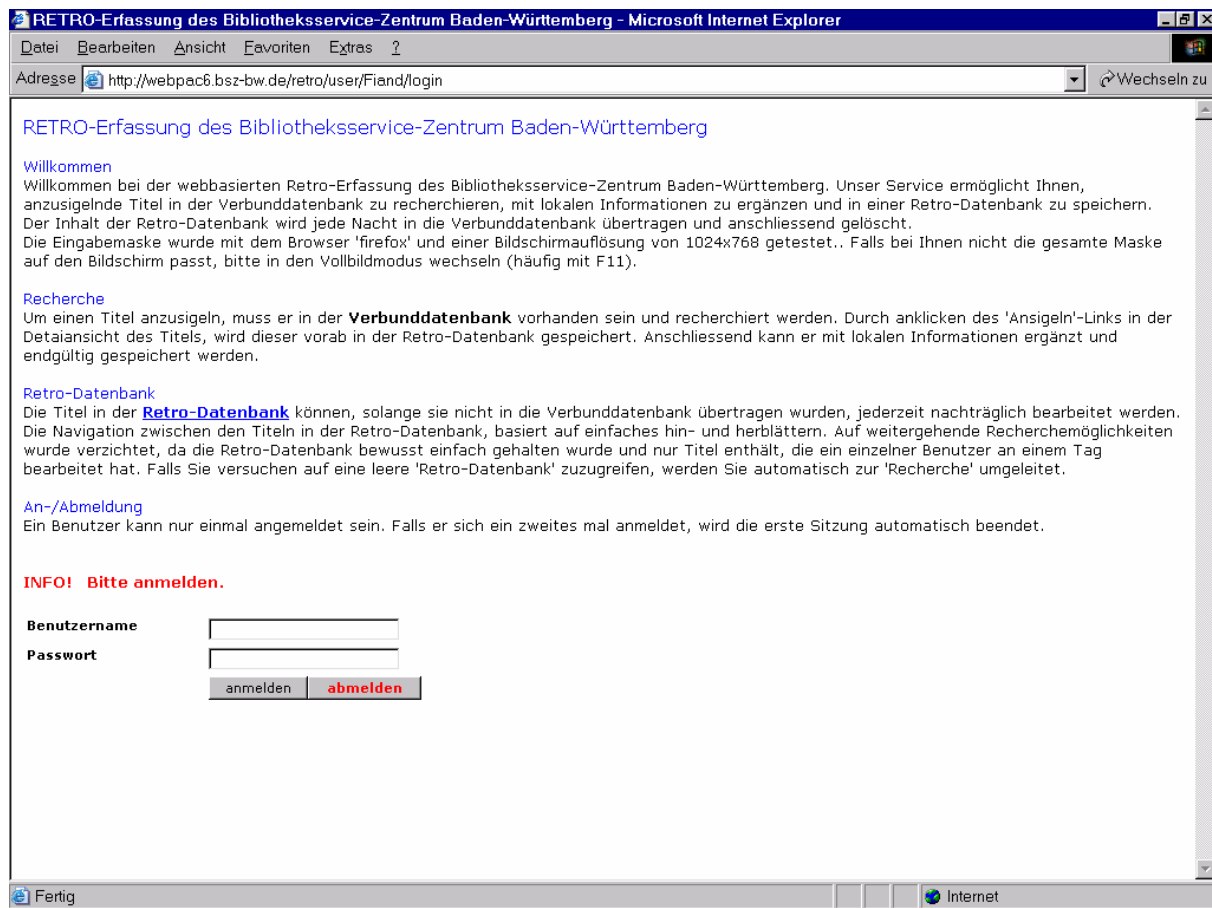 RETRO-Erfassung des Bibliotheksservice-Zentrum Baden-Württemberg - Microsoft Internet Explorer
Datei Bearbeiten Ansicht Favoriten Extras ?
Adresse http://webpac6.bsz-bw.de/retro/user/Fiand/login Wechseln zu
RETRO-Erfassung des Bibliotheksservice-Zentrum Baden-Württemberg
Willkommen
Willkommen bei der webbasierten Retro-Erfassung des Bibliotheksservice-Zentrum Baden-Württemberg. Unser Service ermöglicht Ihnen,
anzusigelnde Titel in der Verbunddatenbank zu recherchieren, mit lokalen Informationen zu ergänzen und in einer Retro-Datenbank zu speichern.
Der Inhalt der Retro-Datenbank wird jede Nacht in die Verbunddatenbank übertragen und anschliessend gelöscht.
Die Eingabemaske wurde mit dem Browser 'firefox' und einer Bildschirmauflösung von 1024x768 getestet.. Falls bei Ihnen nicht die gesamte Maske
auf den Bildschirm passt, bitte in den Vollbildmodus wechseln (häufig mit F11).
Recherche
Um einen Titel anzusigeln, muss er in der Verbunddatenbank vorhanden sein und recherchiert werden. Durch anklicken des 'Ansigeln'-Links in der
Detaiansicht des Titels, wird dieser vorab in der Retro-Datenbank gespeichert. Anschliessend kann er mit lokalen Informationen ergänzt und
endgültig gespeichert werden.
Retro-Datenbank
Die Titel in der Retro-Datenbank können, solange sie nicht in die Verbunddatenbank übertragen wurden, jederzeit nachträglich bearbeitet werden.
Die Navigation zwischen den Titeln in der Retro-Datenbank, basiert auf einfaches hin- und herblättern. Auf weitergehende Recherchemöglichkeiten
wurde verzichtet, da die Retro-Datenbank bewusst einfach gehalten wurde und nur Titel enthält, die ein einzelner Benutzer an einem Tag
bearbeitet hat. Falls Sie versuchen auf eine leere 'Retro-Datenbank' zuzugreifen, werden Sie automatisch zur 'Recherche' umgeleitet.
An-/Abmeldung
Ein Benutzer kann nur einmal angemeldet sein. Falls er sich ein zweites mal anmeldet, wird die erste Sitzung automatisch beendet.
INFO! Bitte anmelden.
Benutzername
Passwort
anmelden abmelden
Fertig Internet